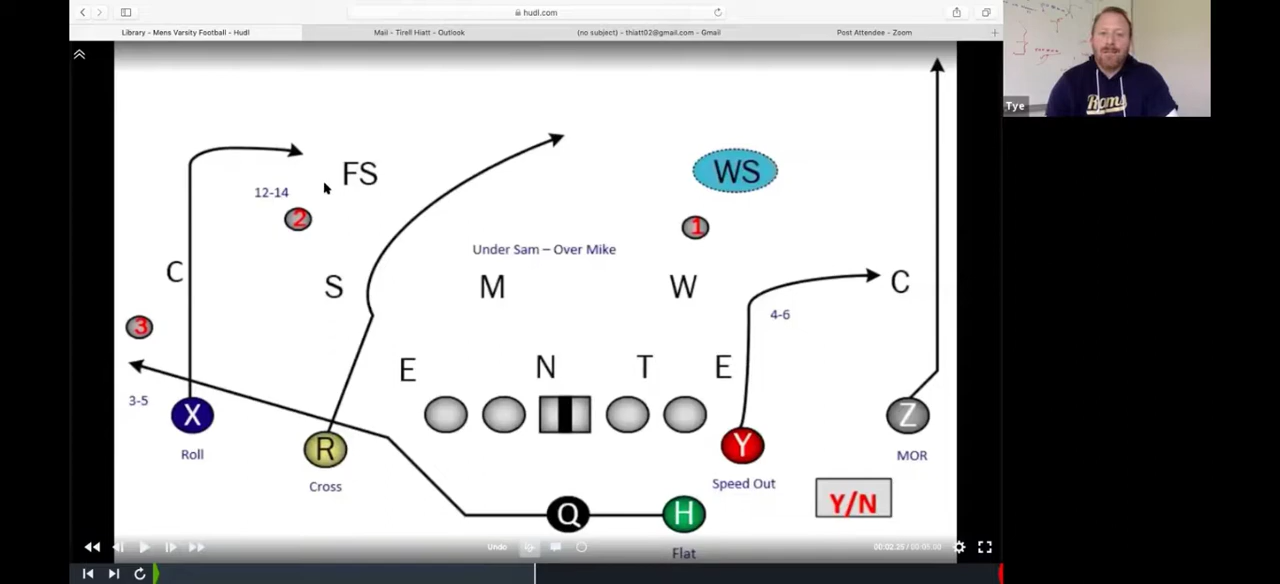 hudl.com
Library - Mens Varsity Football - Hudl
Mail - Tirell Hiatt - Outlook
(no subject) - thiatt02@gmail.com - Gmail
Post Attendee - Zoom
Rams
Tye
FS
WS
12-14
2
1
Under Sam – Over Mike
C
S
M
W
C
4-6
3
E
N
T
E
3-5
X
R
Y
Z
Roll
Cross
Speed Out
MOR
Y/N
Q
H
Flat
Undo